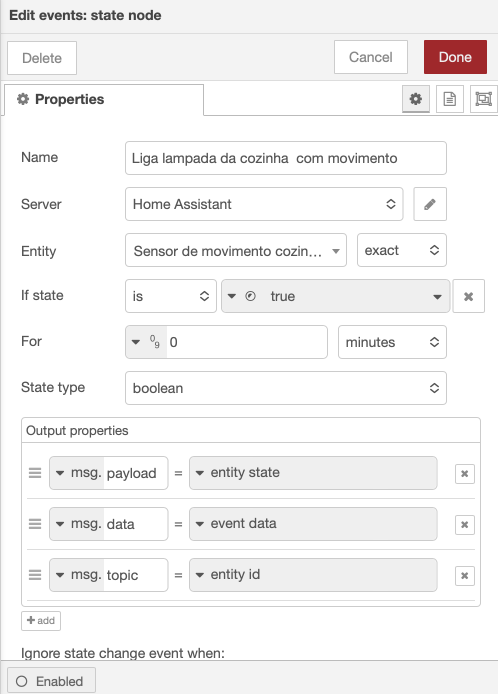 Edit events: state node
Delete Cancel Done
Properties
Name Liga lampada da cozinha  com movimento
Server Home Assistant
Entity Sensor de movimento cozin... exact
If state is true
For 0 minutes
State type boolean
Output properties
msg. payload = entity state
msg. data = event data
msg. topic = entity id
+ add
Ignore state change event when:
Enabled